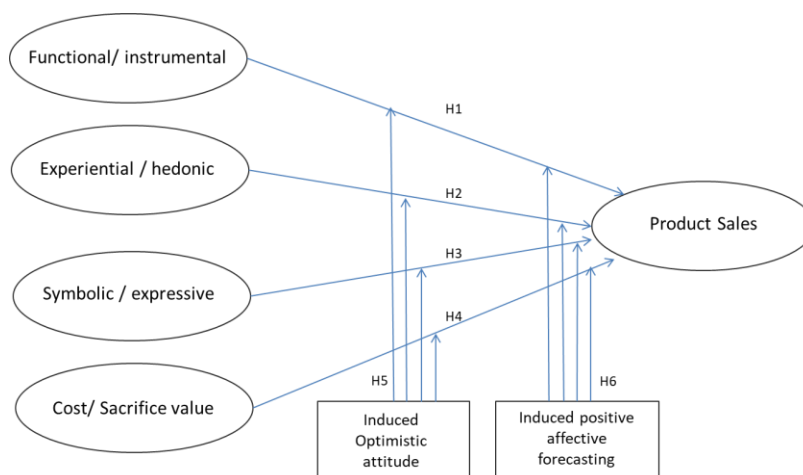 Functional/ instrumental
H1
Experiential / hedonic
H2
Product Sales
H3
Symbolic / expressive
H4
Cost/ Sacrifice value
H5
H6
Induced
Optimistic
attitude
Induced positive
affective
forecasting